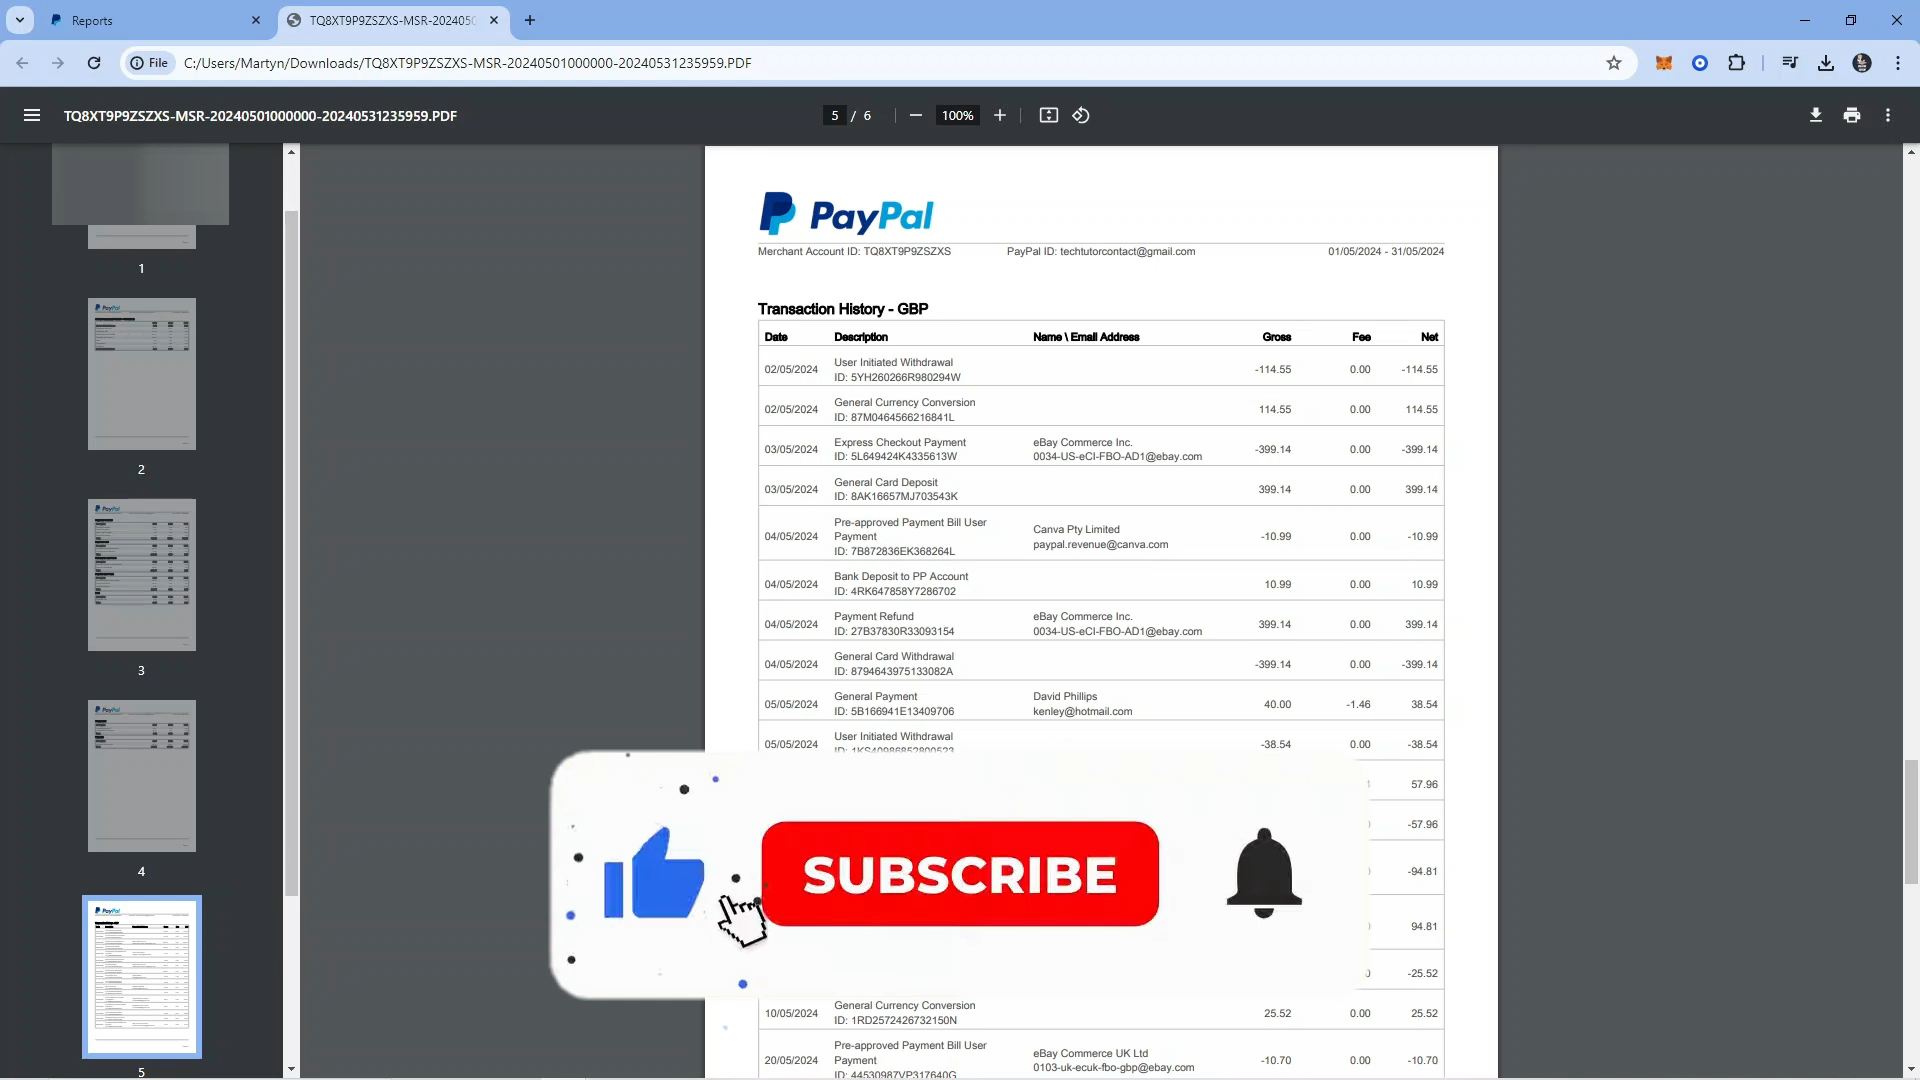 Reports
TQ8XT9P9ZSZXS-MSR-202405
File
C:/Users/Martyn/Downloads/TQ8XT9P9ZSZXS-MSR-20240501000000-20240531235959.PDF
TQ8XT9P9ZSZXS-MSR-20240501000000-20240531235959.PDF
5 / 6
100%
1
2
3
4
5
PayPal
Merchant Account ID: TQ8XT9P9ZSZXS PayPal ID: techtutorcontact@gmail.com 01/05/2024 - 31/05/2024
Transaction History - GBP
Date Description Name \ Email Address Gross Fee Net
02/05/2024 User Initiated Withdrawal -114.55 0.00 -114.55
ID: 5YH260266R980294W
02/05/2024 General Currency Conversion 114.55 0.00 114.55
ID: 87M0464566216841L
03/05/2024 Express Checkout Payment eBay Commerce Inc. -399.14 0.00 -399.14
ID: 5L649424K4335613W 0034-US-eCI-FBO-AD1@ebay.com
03/05/2024 General Card Deposit 399.14 0.00 399.14
ID: 8AK16657MJ703543K
Pre-approved Payment Bill User Canva Pty Limited
04/05/2024 Payment paypal.revenue@canva.com -10.99 0.00 -10.99
ID: 7B872836EK368264L
04/05/2024 Bank Deposit to PP Account 10.99 0.00 10.99
ID: 4RK647858Y7286702
04/05/2024 Payment Refund eBay Commerce Inc. 399.14 0.00 399.14
ID: 27B37830R33093154 0034-US-eCI-FBO-AD1@ebay.com
04/05/2024 General Card Withdrawal -399.14 0.00 -399.14
ID: 8794643975133082A
05/05/2024 General Payment David Phillips 40.00 -1.46 38.54
ID: 5B166941E13409706 kenley@hotmail.com
05/05/2024 User Initiated Withdrawal -38.54 0.00 -38.54
57.96
-57.96
-94.81
SUBSCRIBE
94.81
-25.52
10/05/2024 General Currency Conversion 25.52 0.00 25.52
ID: 1RD2572426732150N
Pre-approved Payment Bill User eBay Commerce UK Ltd
20/05/2024 Payment 0103-uk-ecuk-fbo-gbp@ebay.com -10.70 0.00 -10.70
ID: 44530987VP317640G